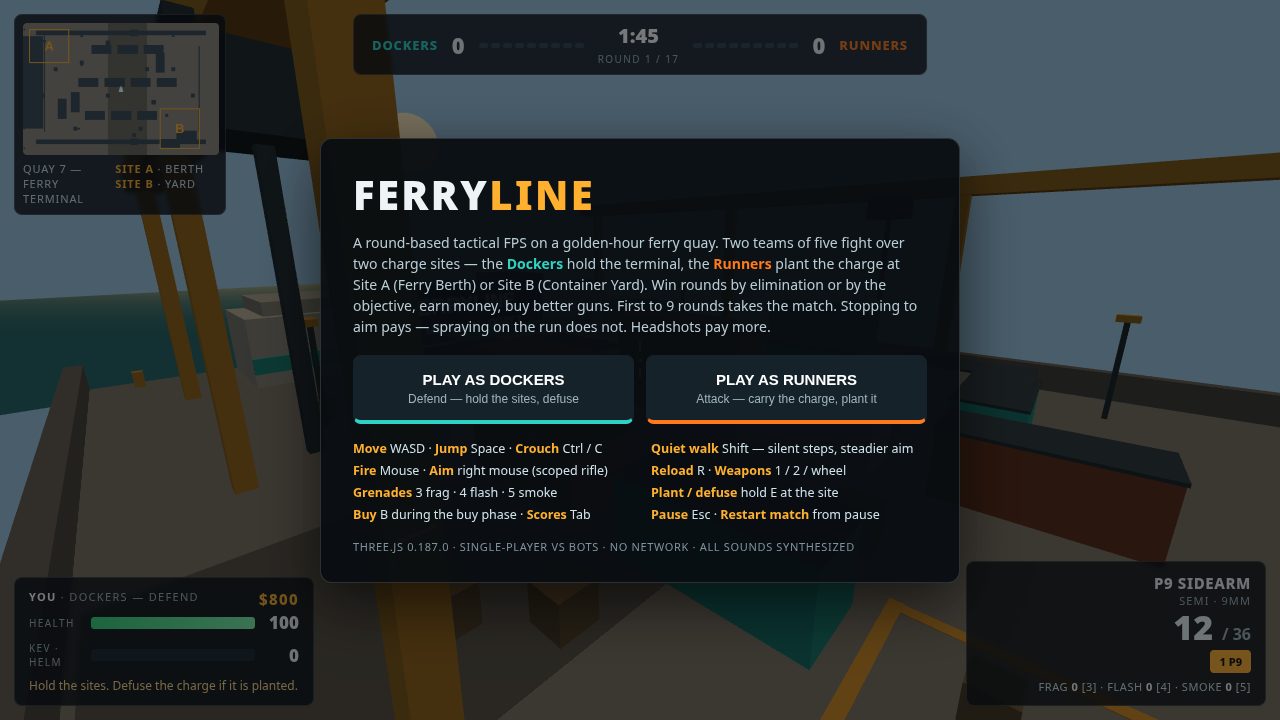 A
B
QUAY 7 —
FERRY
TERMINAL
SITE A · BERTH
SITE B · YARD
DOCKERS 0 1:45 0 RUNNERS
ROUND 1 / 17
FERRYLINE
A round-based tactical FPS on a golden-hour ferry quay. Two teams of five fight over
two charge sites — the Dockers hold the terminal, the Runners plant the charge at
Site A (Ferry Berth) or Site B (Container Yard). Win rounds by elimination or by the
objective, earn money, buy better guns. First to 9 rounds takes the match. Stopping to
aim pays — spraying on the run does not. Headshots pay more.
PLAY AS DOCKERS
Defend — hold the sites, defuse
PLAY AS RUNNERS
Attack — carry the charge, plant it
Move WASD · Jump Space · Crouch Ctrl / C
Fire Mouse · Aim right mouse (scoped rifle)
Grenades 3 frag · 4 flash · 5 smoke
Buy B during the buy phase · Scores Tab
Quiet walk Shift — silent steps, steadier aim
Reload R · Weapons 1 / 2 / wheel
Plant / defuse hold E at the site
Pause Esc · Restart match from pause
THREE.JS 0.187.0 · SINGLE-PLAYER VS BOTS · NO NETWORK · ALL SOUNDS SYNTHESIZED
YOU · DOCKERS — DEFEND $800
HEALTH 100
KEV ·
HELM 0
Hold the sites. Defuse the charge if it is planted.
P9 SIDEARM
SEMI · 9MM
12 / 36
1 P9
FRAG 0 [3] · FLASH 0 [4] · SMOKE 0 [5]